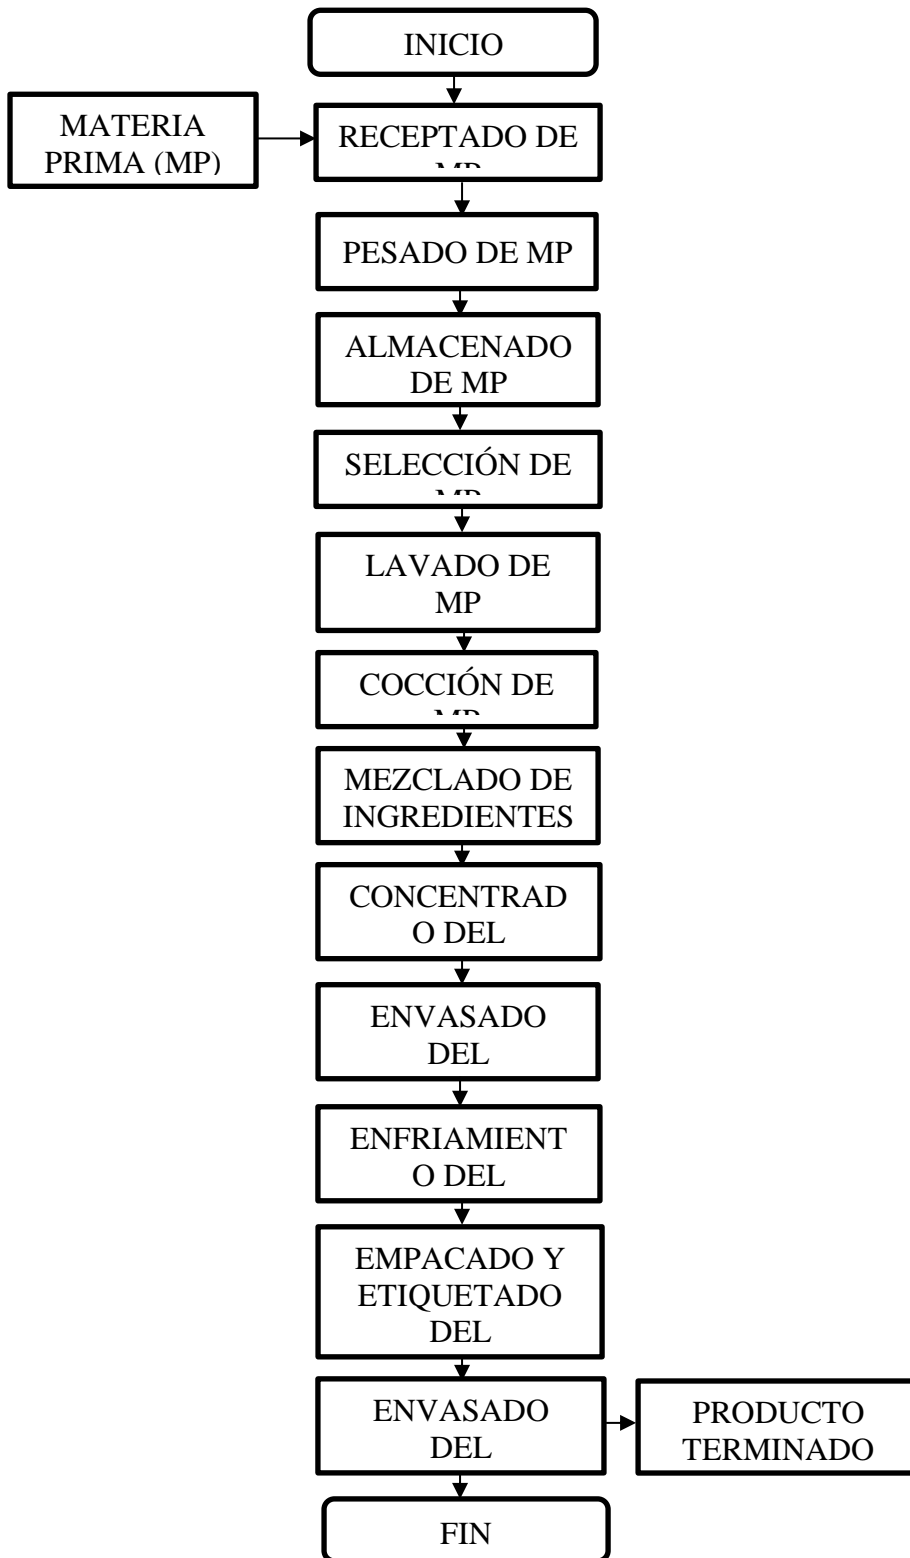 INICIO
MATERIA
PRIMA (MP)
RECEPTADO DE
PESADO DE MP
ALMACENADO
DE MP
SELECCIÓN DE
LAVADO DE
MP
COCCIÓN DE
MEZCLADO DE
INGREDIENTES
CONCENTRAD
O DEL
ENVASADO
DEL
ENFRIAMIENT
O DEL
EMPACADO Y
ETIQUETADO
DEL
ENVASADO
DEL
PRODUCTO
TERMINADO
FIN